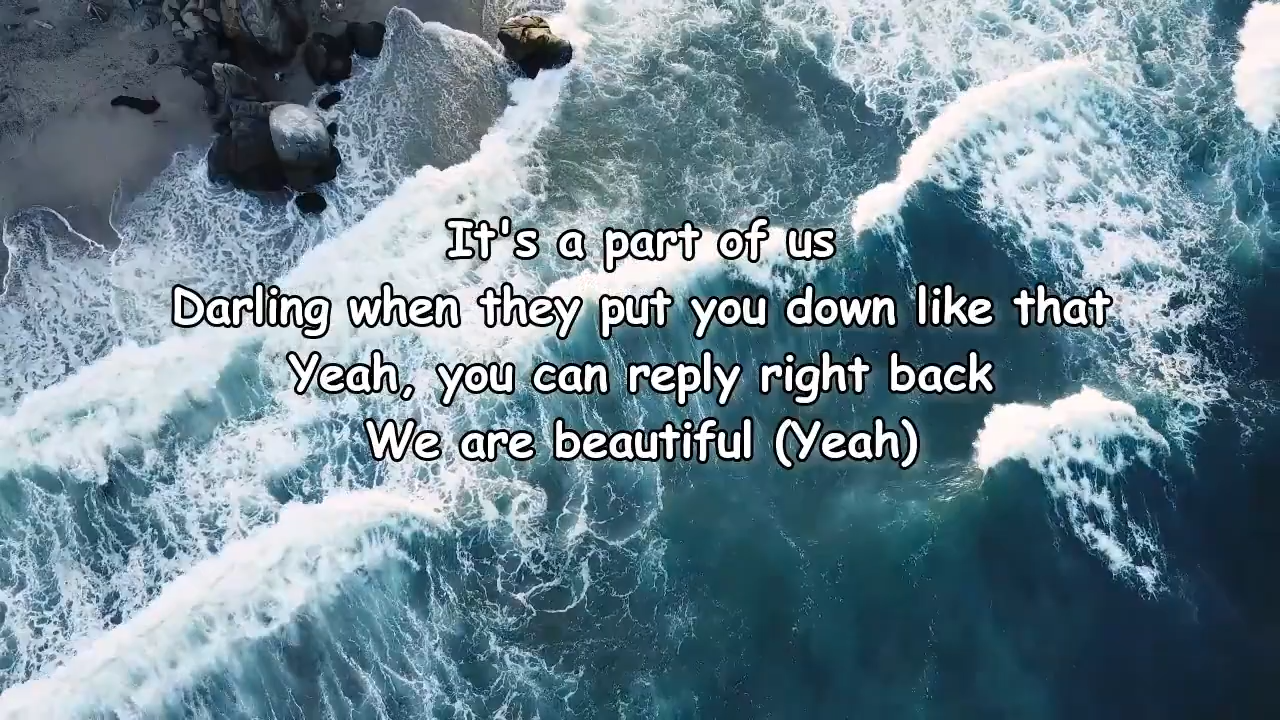 It's a part of us
Darling when they put you down like that
Yeah, you can reply right back
We are beautiful (Yeah)